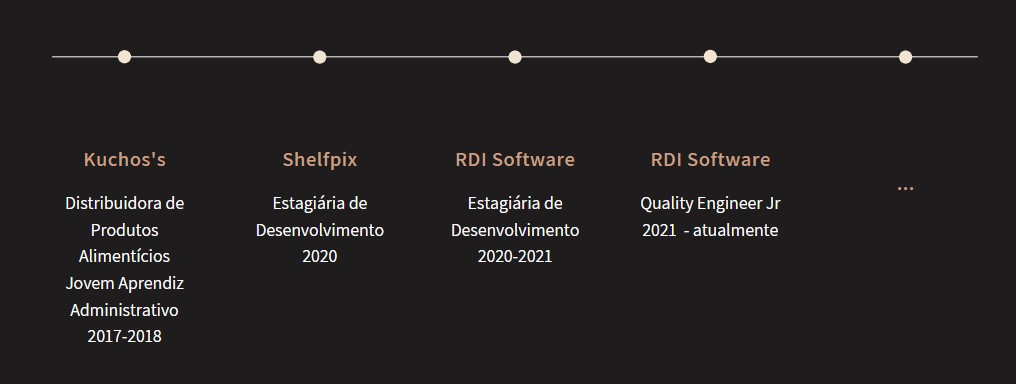 Kuchos's
Distribuidora de
Produtos
Alimentícios
Jovem Aprendiz
Administrativo
2017-2018
Shelfpix
Estagiária de
Desenvolvimento
2020
RDI Software
Estagiária de
Desenvolvimento
2020-2021
RDI Software
Quality Engineer Jr
2021 - atualmente
...